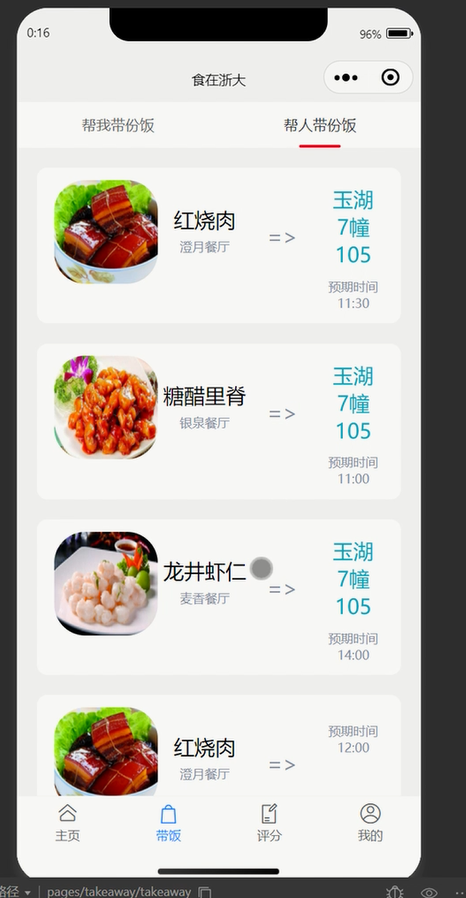 0:16
96%
食在浙大
帮我带份饭
帮人带份饭
红烧肉
澄月餐厅
=>
玉湖
7幢
105
预期时间
11:30
糖醋里脊
银泉餐厅
=>
玉湖
7幢
105
预期时间
11:00
龙井虾仁
麦香餐厅
=>
玉湖
7幢
105
预期时间
14:00
红烧肉
澄月餐厅
=>
预期时间
12:00
主页
带饭
评分
我的
路径
pages/takeaway/takeaway